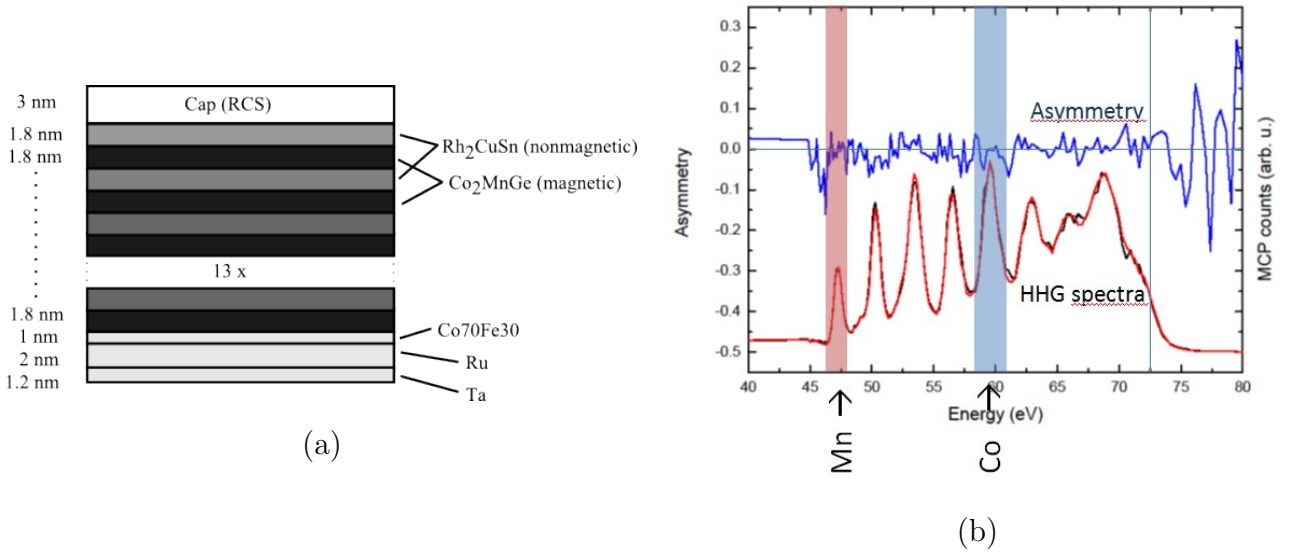 3 nm
Cap (RCS)
1.8 nm
1.8 nm
Rh2CuSn (nonmagnetic)
Co2MnGe (magnetic)
13 x
1.8 nm
1 nm
2 nm
1.2 nm
Co70Fe30
Ru
Ta
(a)
0.3
0.2
0.1
0.0
-0.1
-0.2
-0.3
-0.4
-0.5
Asymmetry
Asymmetry
HHG spectra
MCP counts (arb. u.)
40 45 50 55 60 65 70 75 80
Energy (eV)
Mn
Co
(b)